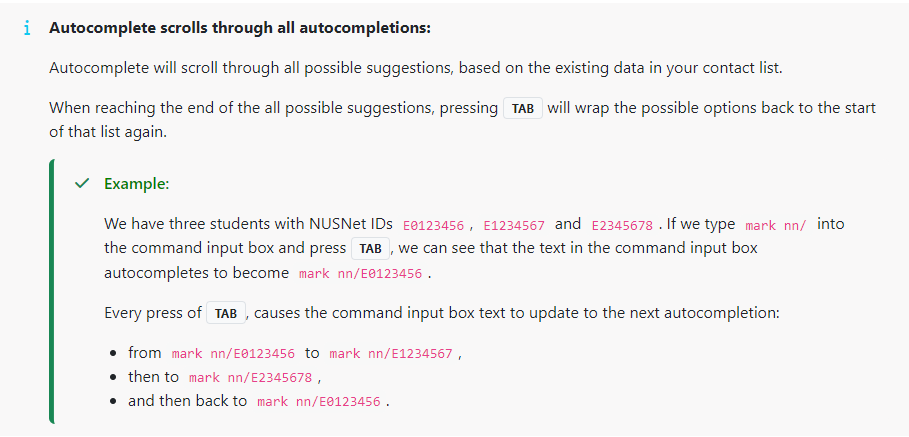 i Autocomplete scrolls through all autocompletions:
Autocomplete will scroll through all possible suggestions, based on the existing data in your contact list.
When reaching the end of the all possible suggestions, pressing TAB will wrap the possible options back to the start
of that list again.
Example:
We have three students with NUSNet IDs E0123456 , E1234567 and E2345678 . If we type mark nn/ into
the command input box and press TAB , we can see that the text in the command input box
autocompletes to become mark nn/E0123456 .
Every press of TAB , causes the command input box text to update to the next autocompletion:
• from mark nn/E0123456 to mark nn/E1234567 ,
• then to mark nn/E2345678 ,
• and then back to mark nn/E0123456 .